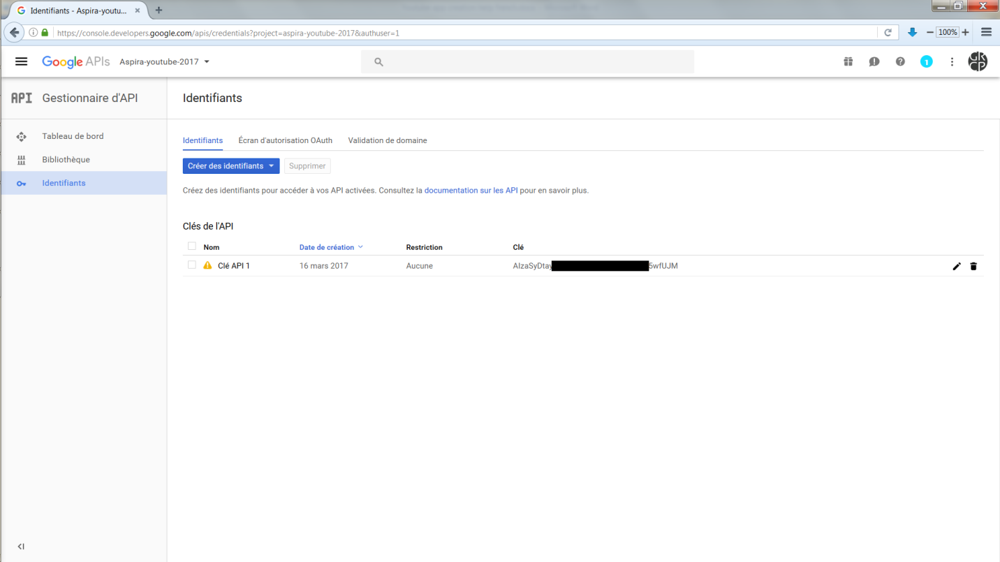 Identifiants - Aspira-youtu...
https://console.developers.google.com/apis/credentials?project=aspira-youtube-2017&authuser=1
100%
Google APIs Aspira-youtube-2017
1
GRCP
API Gestionnaire d'API
Identifiants
Tableau de bord
Bibliothèque
Identifiants
Identifiants Écran d'autorisation OAuth Validation de domaine
Créer des identifiants Supprimer
Créez des identifiants pour accéder à vos API activées. Consultez la documentation sur les API pour en savoir plus.
Clés de l'API
Nom Date de création Restriction Clé
Clé API 1 16 mars 2017 Aucune AIzaSyDtay 5wfUJM